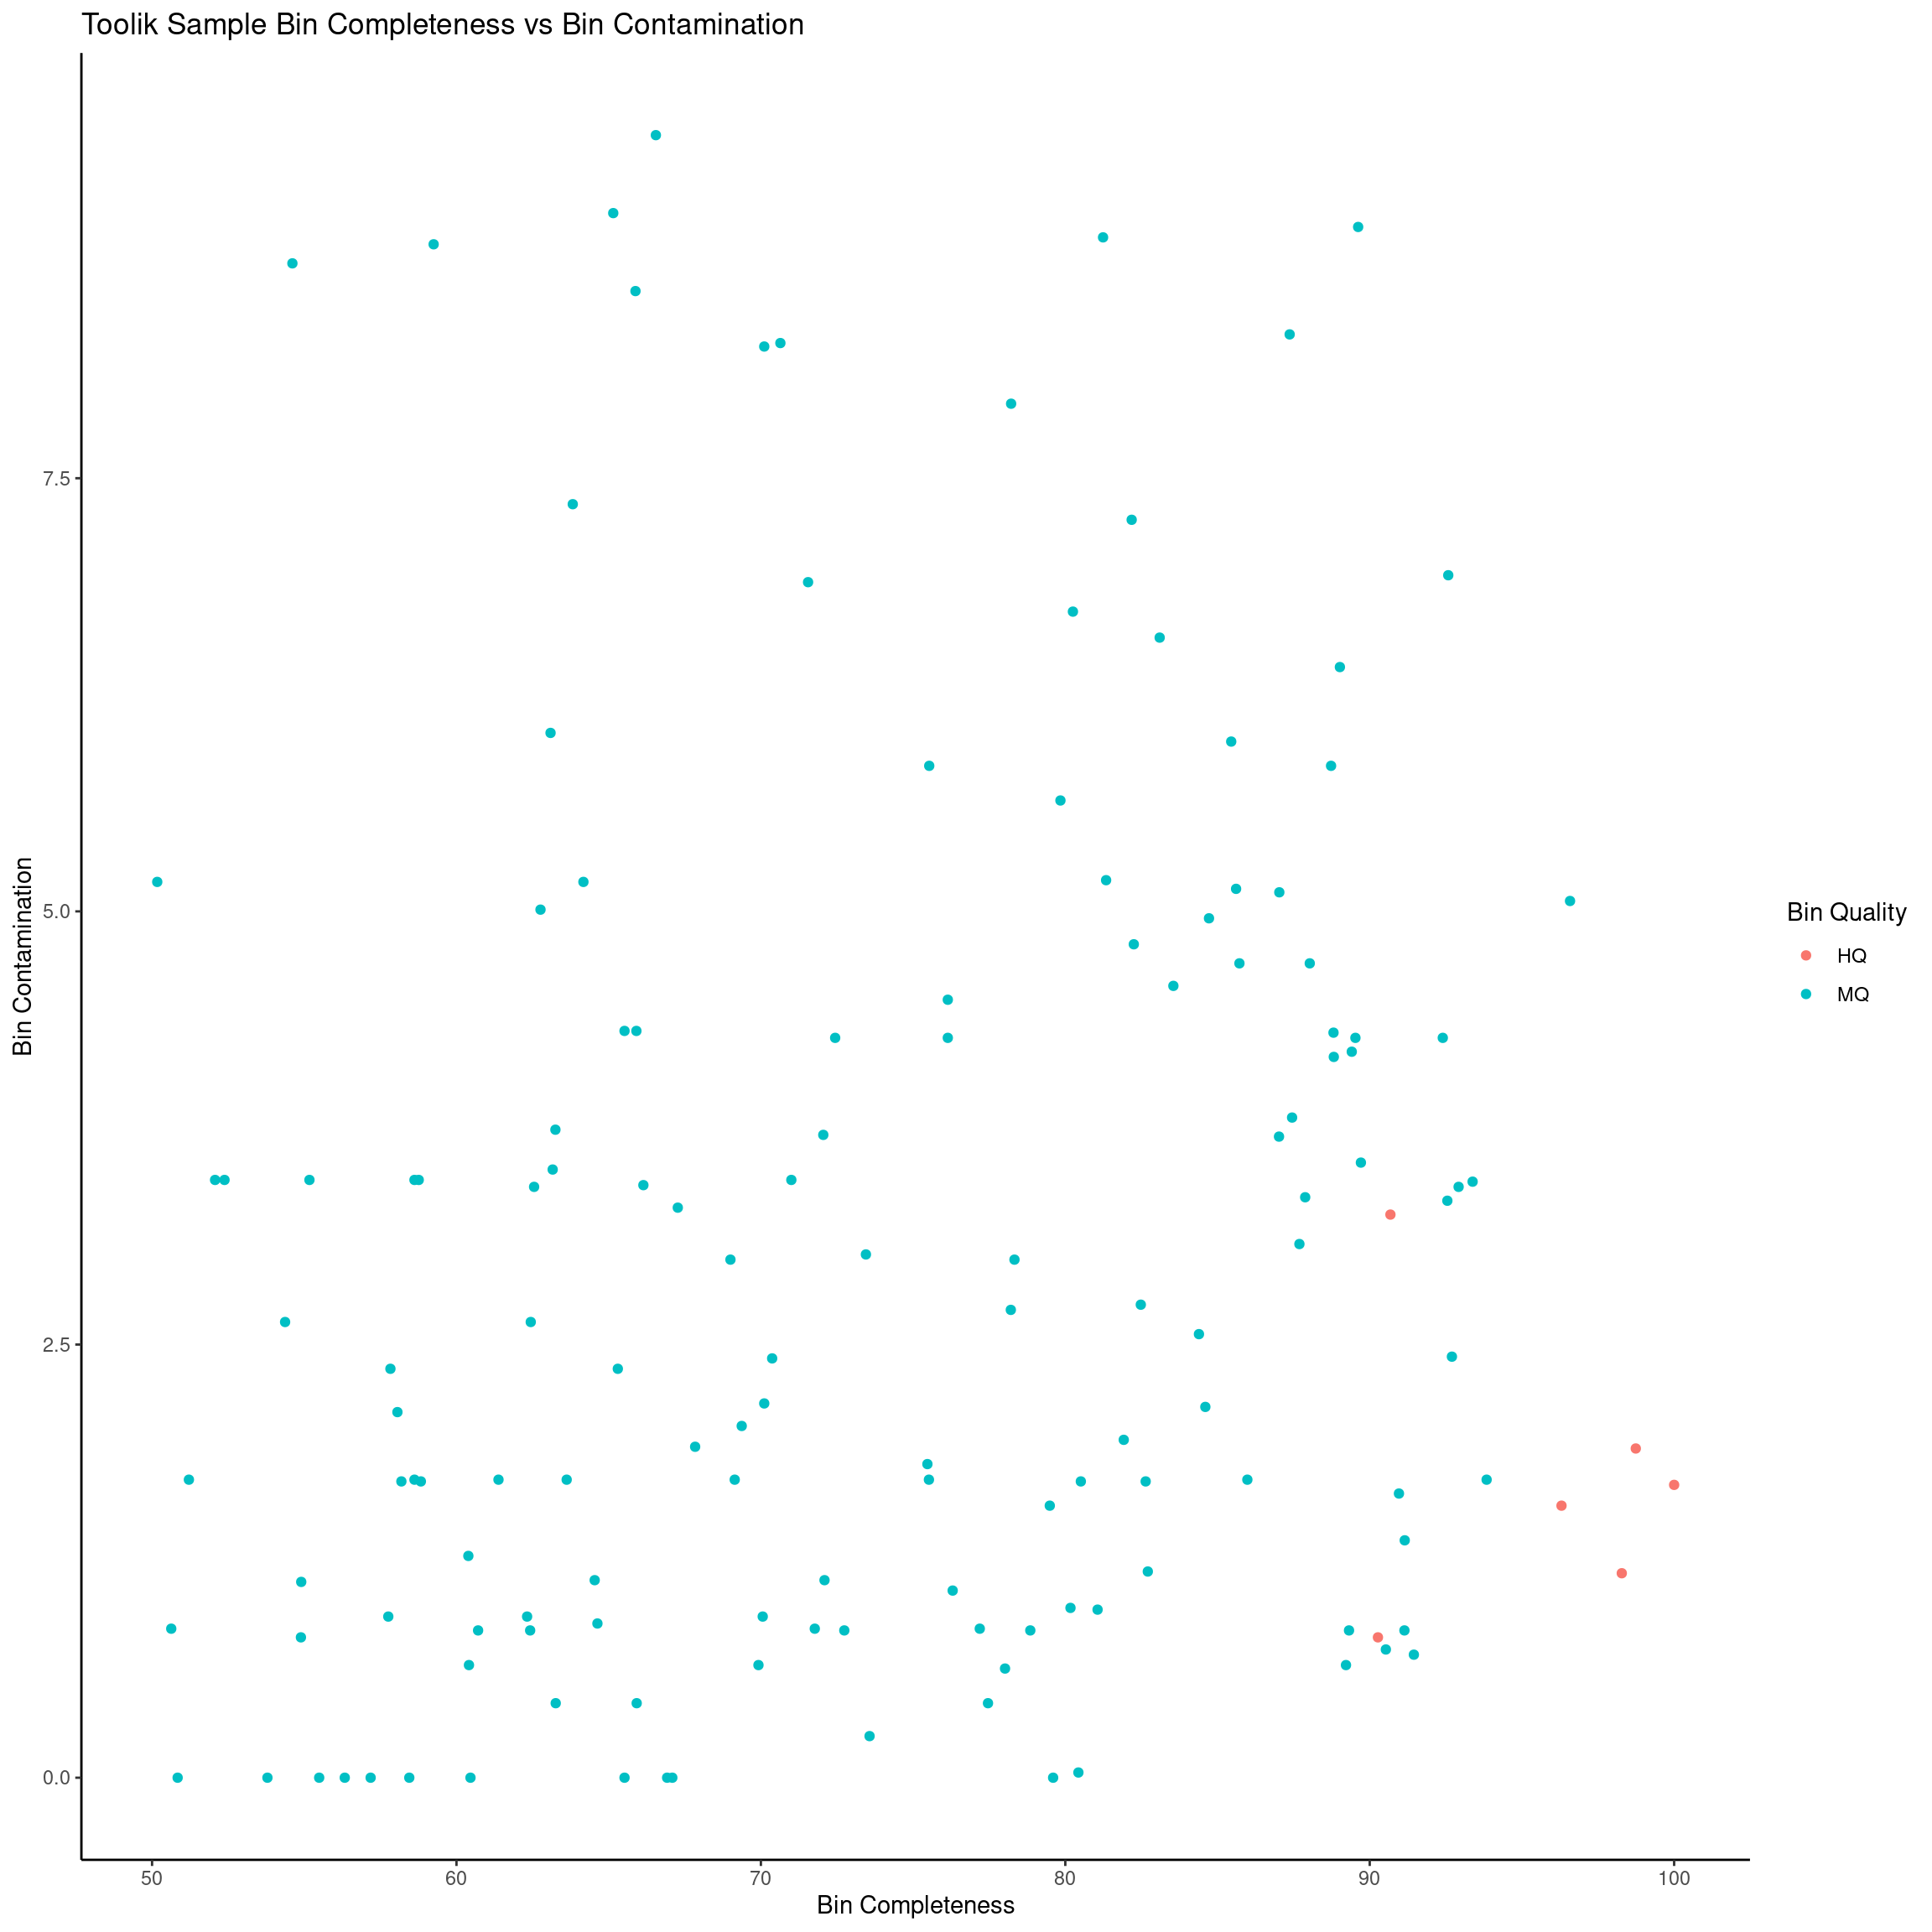 Toolik Sample Bin Completeness vs Bin Contamination
7.5
5.0
2.5
0.0
Bin Contamination
50 60 70 80 90 100
Bin Completeness
Bin Quality
HQ
MQ